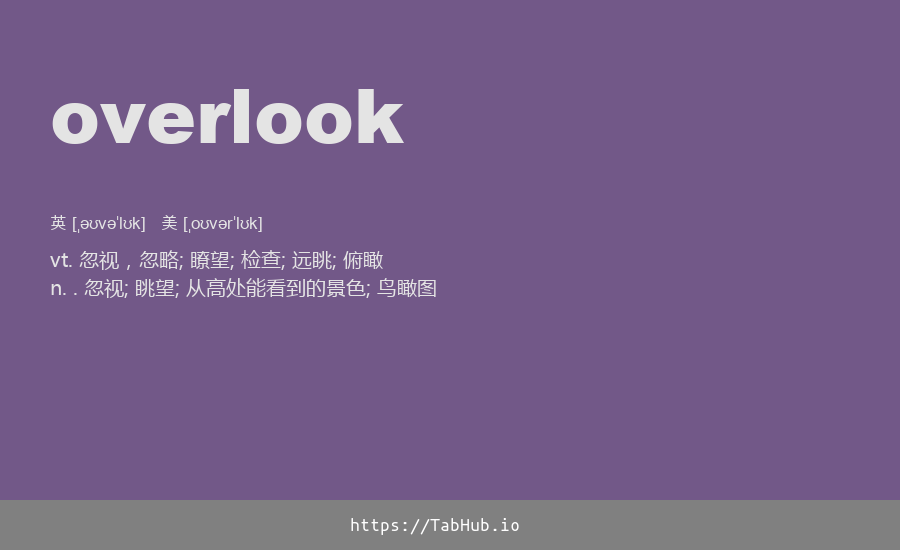 overlook
英 [ˌəʊvəˈlʊk] 美 [ˌoʊvərˈlʊk]
vt. 忽视，忽略; 瞭望; 检查; 远眺; 俯瞰
n. . 忽视; 眺望; 从高处能看到的景色; 鸟瞰图
https://TabHub.io